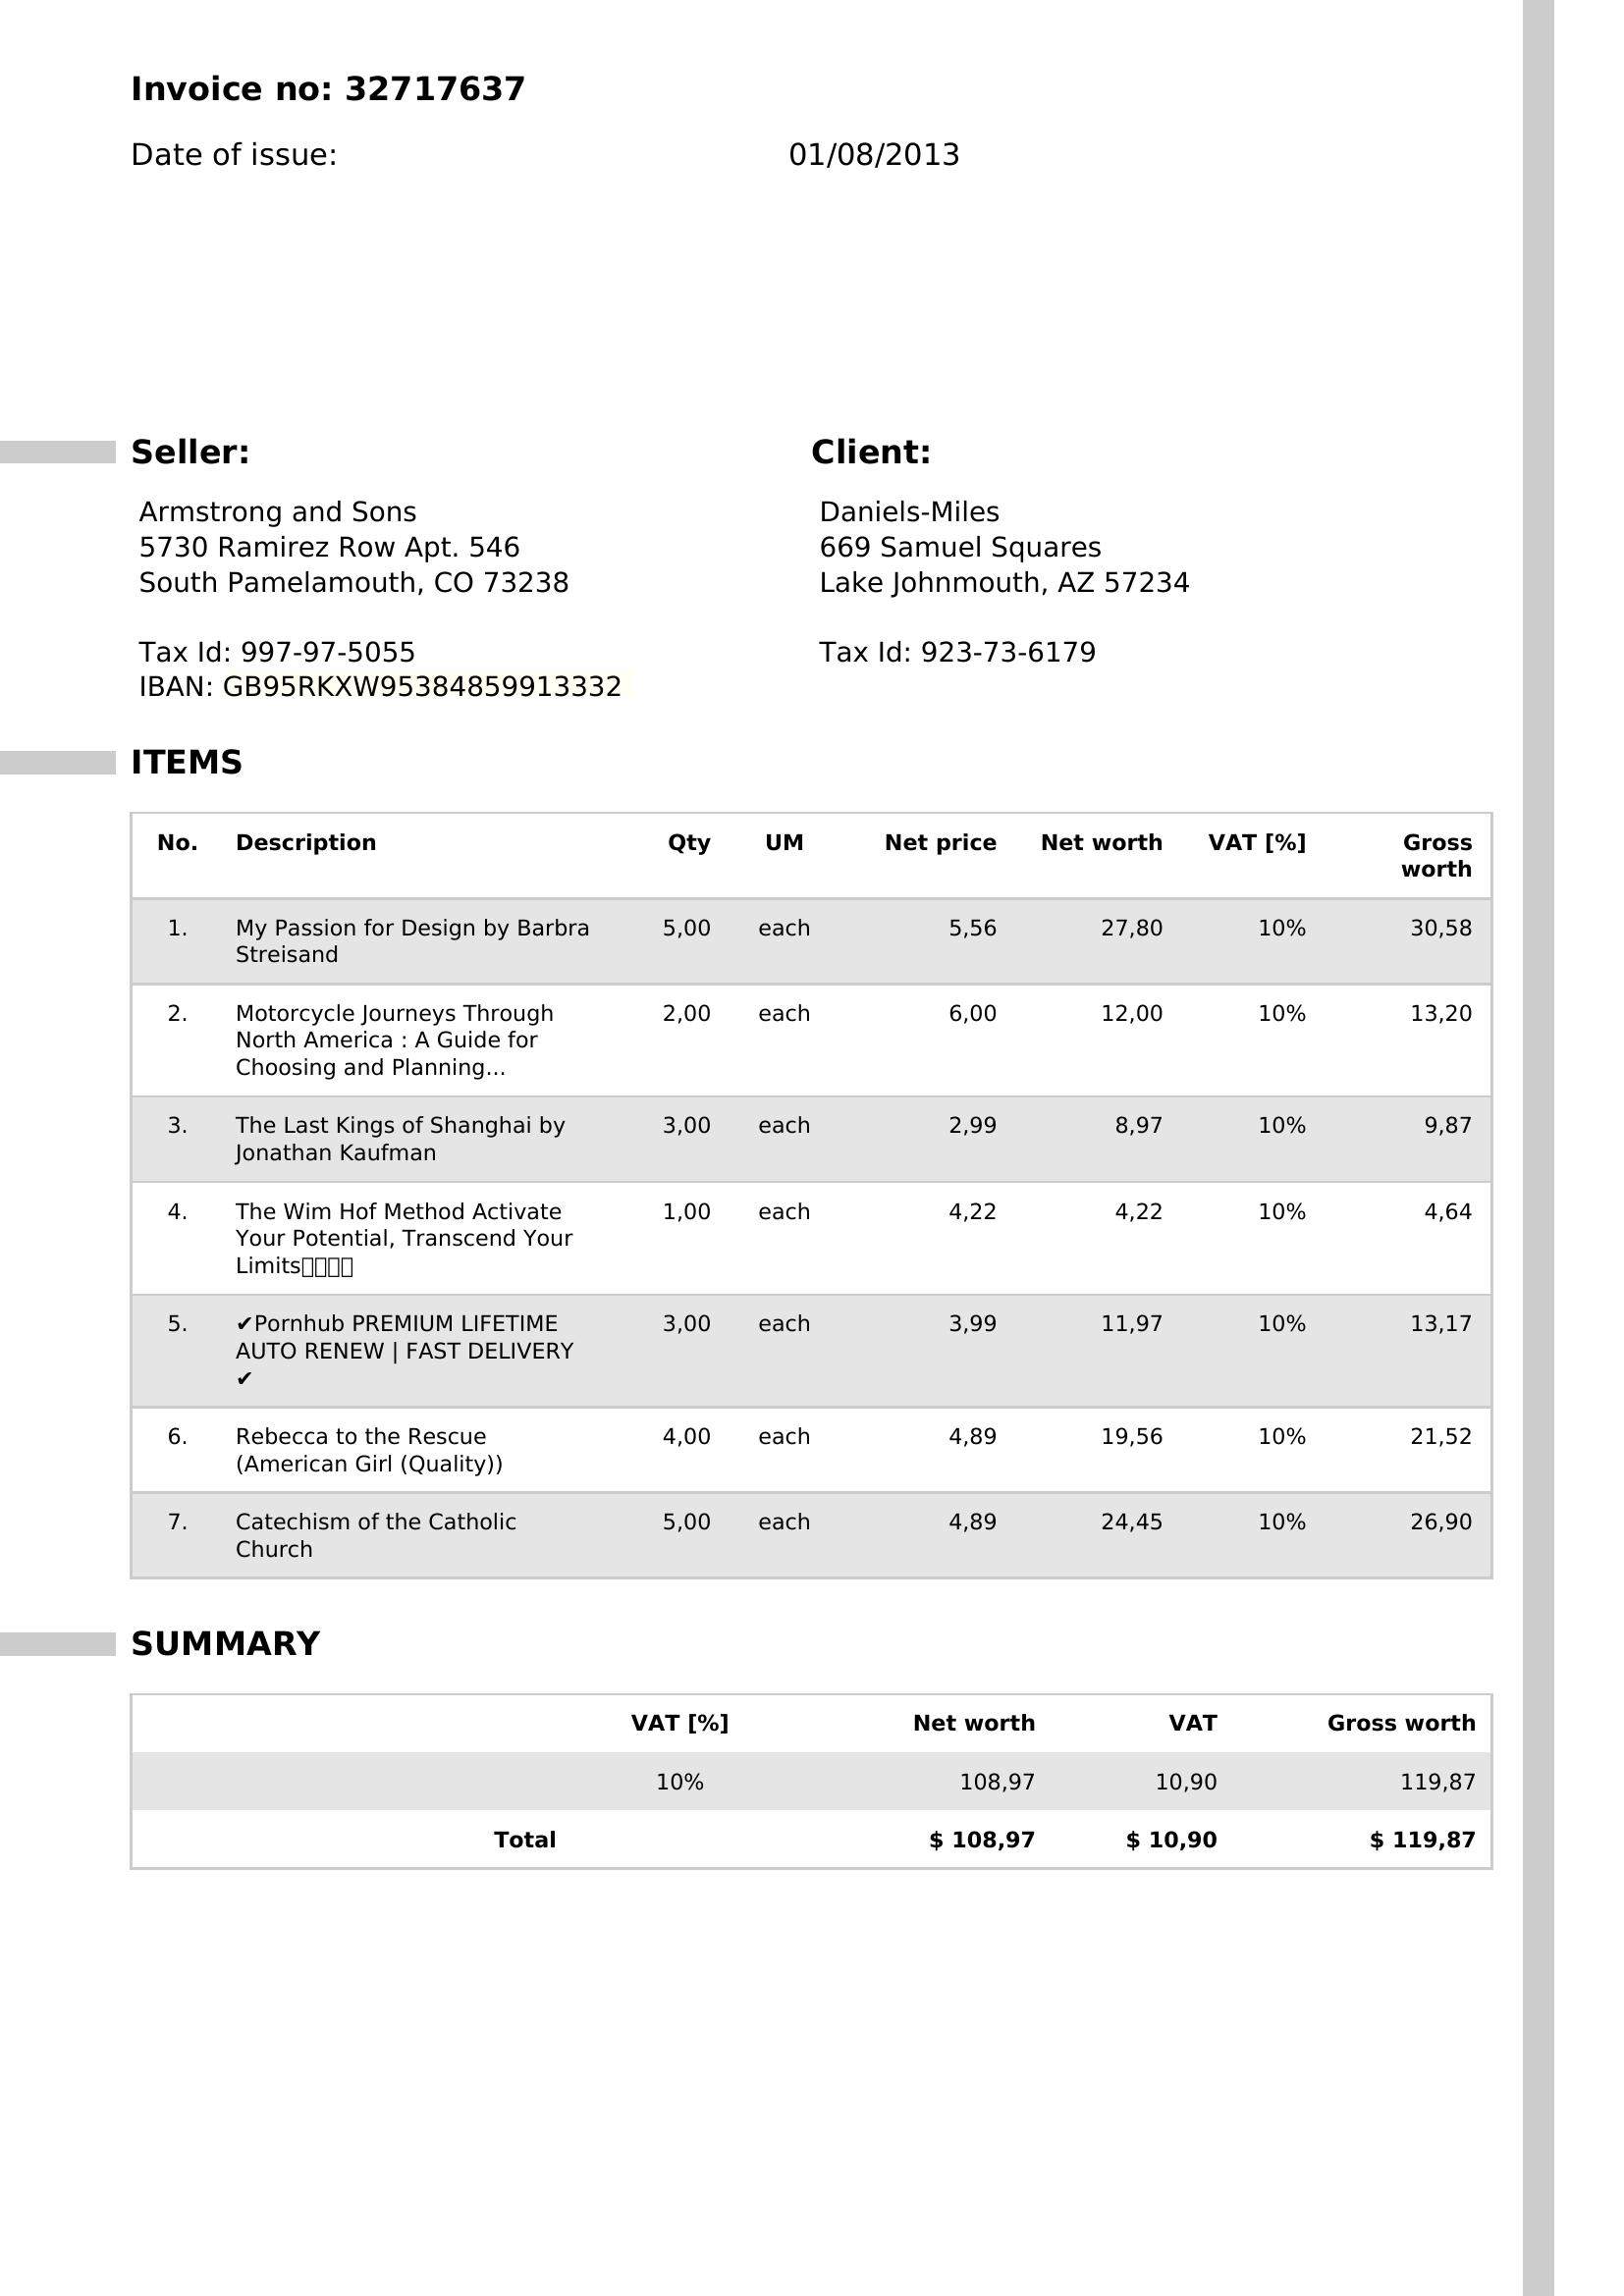 Invoice no: 32717637
Date of issue: 01/08/2013
Seller:
Armstrong and Sons
5730 Ramirez Row Apt. 546
South Pamelamouth, CO 73238
Tax Id: 997-97-5055
IBAN: GB95RKXW95384859913332
Client:
Daniels-Miles
669 Samuel Squares
Lake Johnmouth, AZ 57234
Tax Id: 923-73-6179
ITEMS
No. Description Qty UM Net price Net worth VAT [%] Gross
worth
1. My Passion for Design by Barbra 5,00 each 5,56 27,80 10% 30,58
Streisand
2. Motorcycle Journeys Through 2,00 each 6,00 12,00 10% 13,20
North America : A Guide for
Choosing and Planning...
3. The Last Kings of Shanghai by 3,00 each 2,99 8,97 10% 9,87
Jonathan Kaufman
4. The Wim Hof Method Activate 1,00 each 4,22 4,22 10% 4,64
Your Potential, Transcend Your
Limits
5. ✔Pornhub PREMIUM LIFETIME 3,00 each 3,99 11,97 10% 13,17
AUTO RENEW | FAST DELIVERY
✔
6. Rebecca to the Rescue 4,00 each 4,89 19,56 10% 21,52
(American Girl (Quality))
7. Catechism of the Catholic 5,00 each 4,89 24,45 10% 26,90
Church
SUMMARY
VAT [%] Net worth VAT Gross worth
10% 108,97 10,90 119,87
Total $ 108,97 $ 10,90 $ 119,87